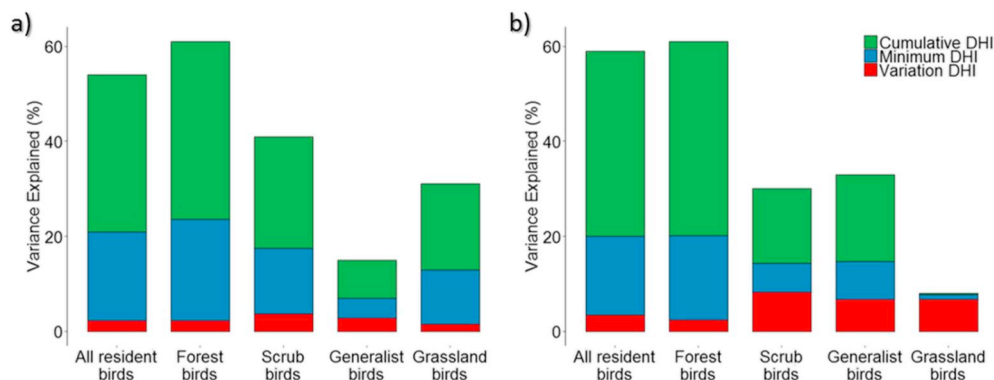 a)
Variance Explained (%)
60
40
20
0
All resident
birds
Forest
birds
Scrub
birds
Generalist
birds
Grassland
birds
b)
Cumulative DHI
Minimum DHI
Variation DHI
Variance Explained (%)
60
40
20
0
All resident
birds
Forest
birds
Scrub
birds
Generalist
birds
Grassland
birds